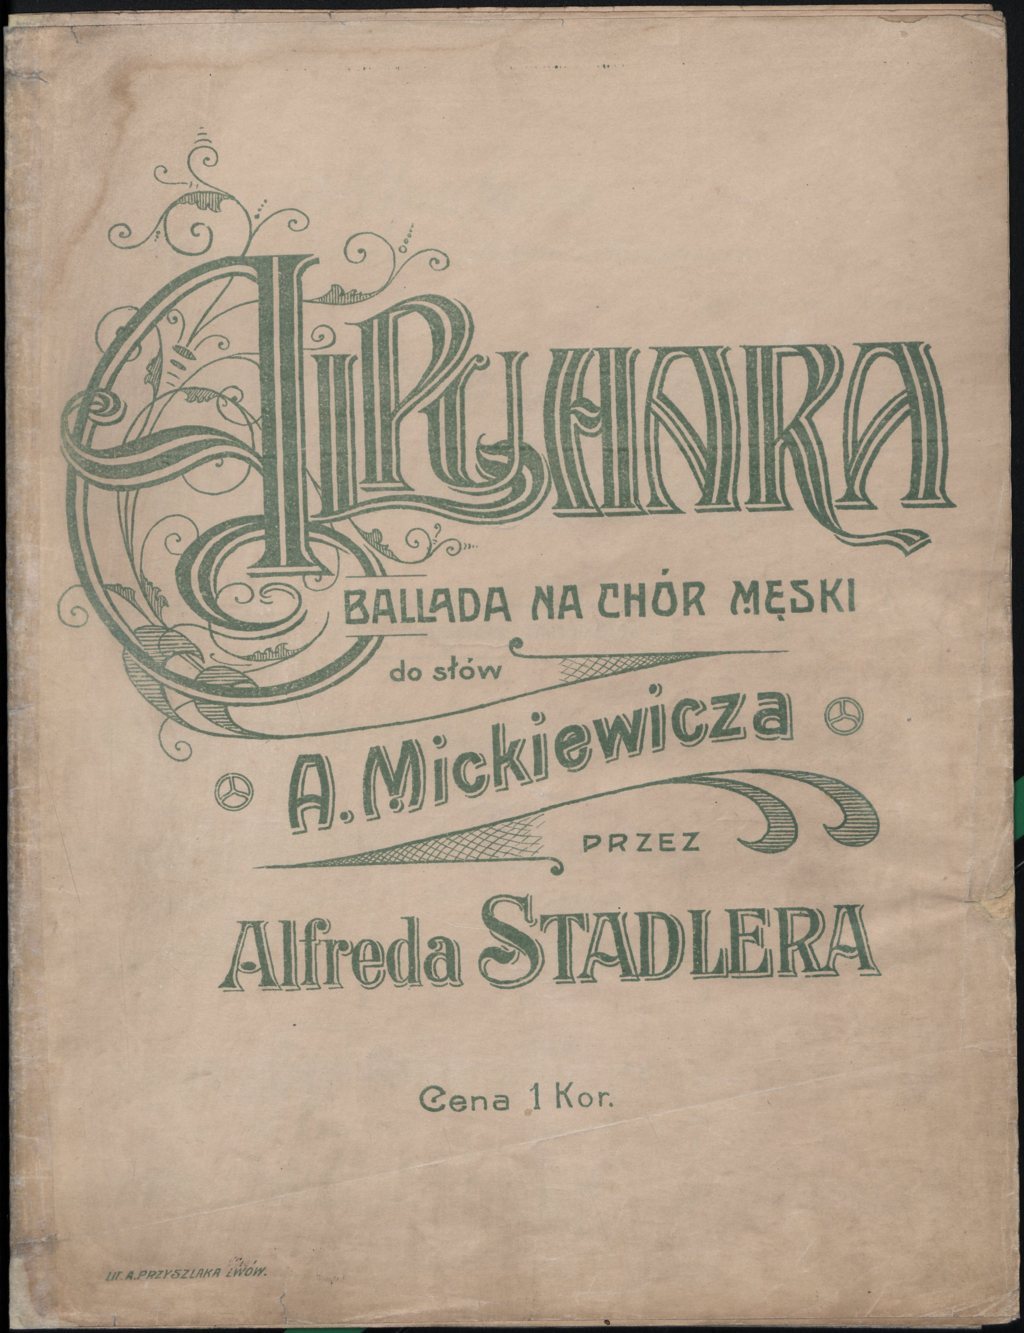 ALPUHARA
BALLADA NA CHÓR MĘSKI
do słów
A. Mickiewicza
PRZEZ
Alfreda STADLERA
Cena 1 Kor.
LIT. A. PRZYSZLAKA LWÓW.